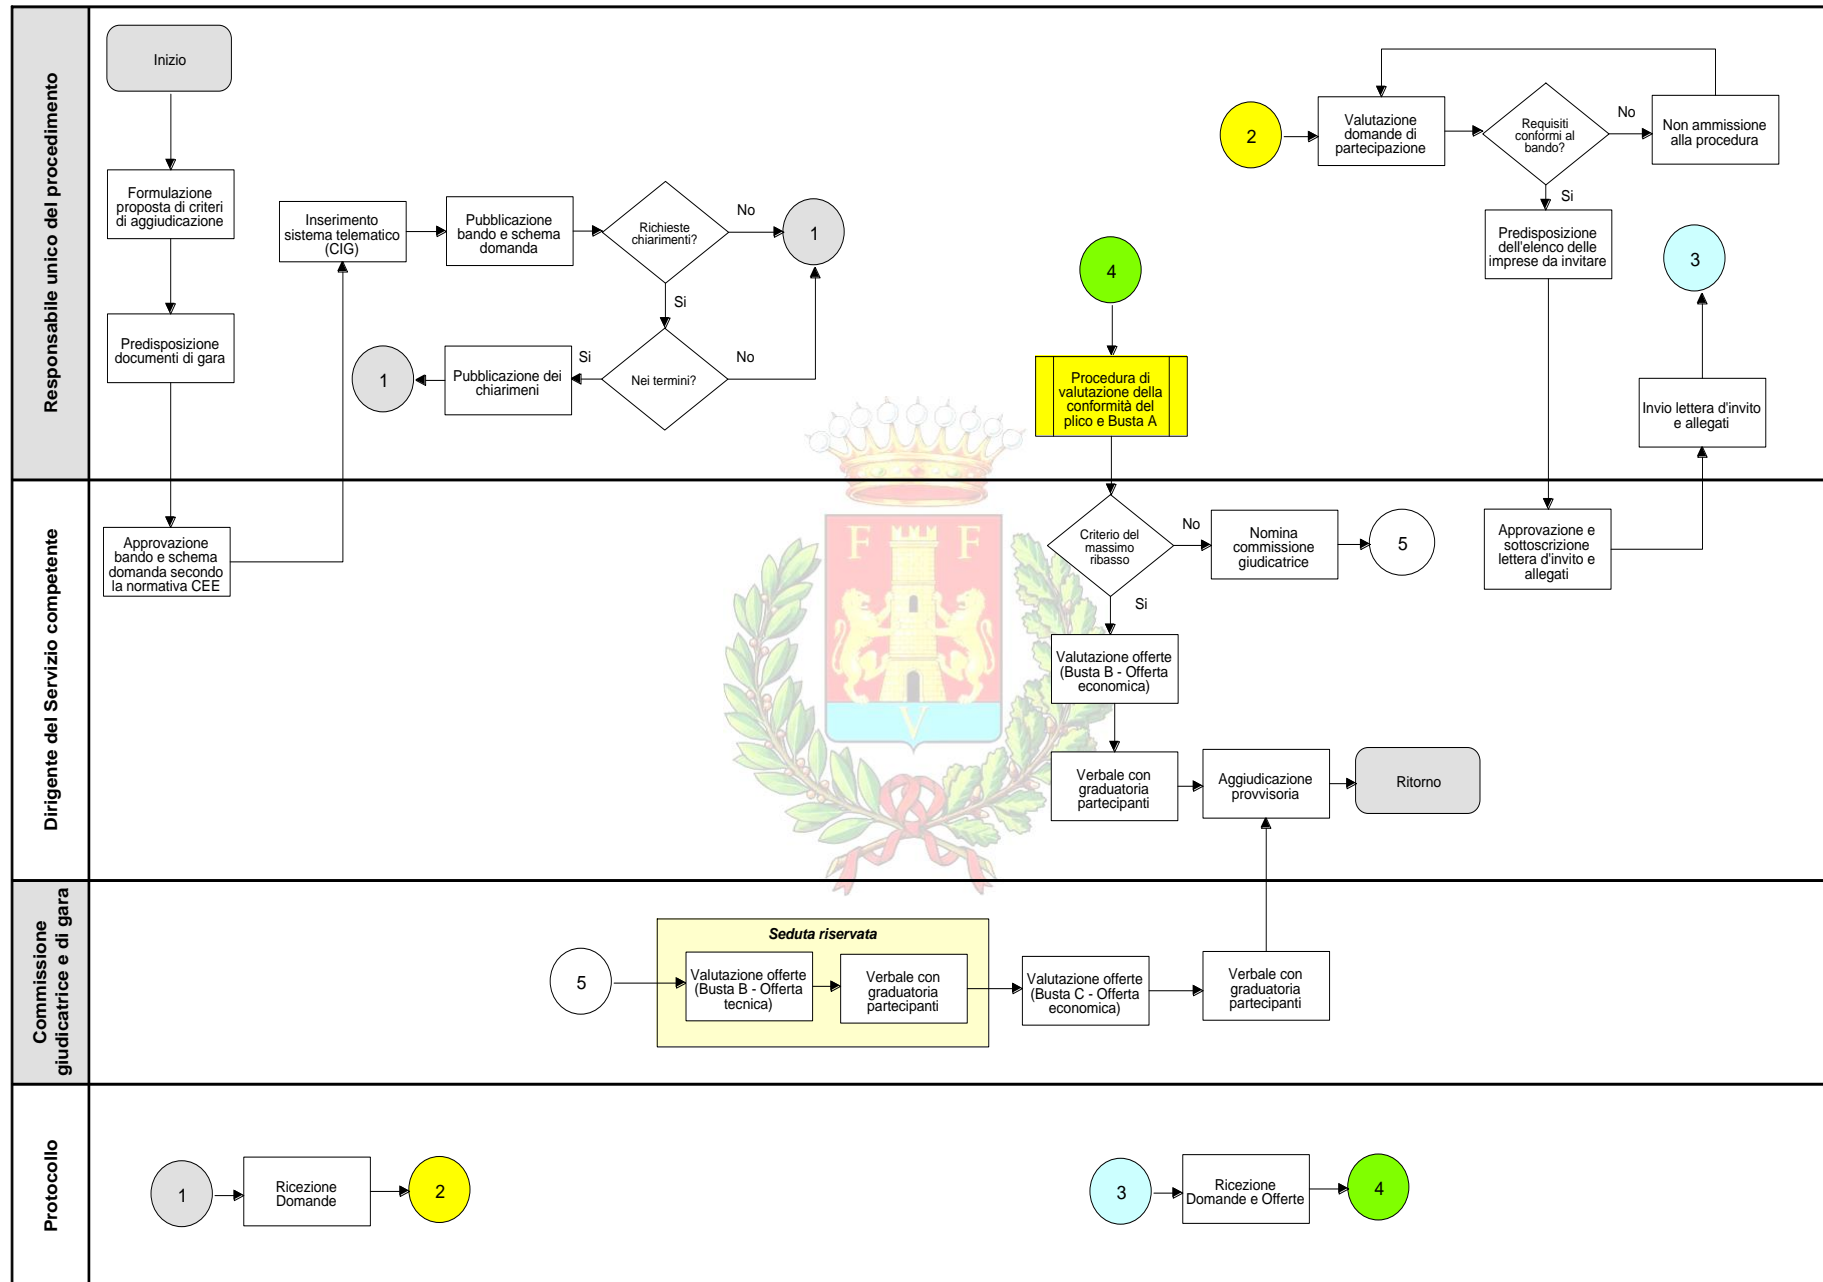 Responsabile unico del procedimento
Inizio
Formulazione
proposta di criteri
di aggiudicazione
Predisposizione
documenti di gara
Inserimento
sistema telematico
(CIG)
Pubblicazione
bando e schema
domanda
Richieste
chiarimenti?
No
1
Si
Nei termini?
No
Si
Pubblicazione dei
chiarimeni
1
4
Procedura di
valutazione della
conformità del
plico e Busta A
2
Valutazione
domande di
partecipazione
Requisiti
conformi al
bando?
No
Non ammissione
alla procedura
Si
Predisposizione
dell'elenco delle
imprese da invitare
3
Invio lettera d'invito
e allegati
Dirigente del Servizio competente
Approvazione
bando e schema
domanda secondo
la normativa CEE
F F
V
Criterio del
massimo
ribasso
No
Nomina
commissione
giudicatrice
5
Si
Valutazione offerte
(Busta B - Offerta
economica)
Verbale con
graduatoria
partecipanti
Aggiudicazione
provvisoria
Ritorno
Approvazione e
sottoscrizione
lettera d'invito e
allegati
Commissione
giudicatrice e di gara
5
Seduta riservata
Valutazione offerte
(Busta B - Offerta
tecnica)
Verbale con
graduatoria
partecipanti
Valutazione offerte
(Busta C - Offerta
economica)
Verbale con
graduatoria
partecipanti
Protocollo
1
Ricezione
Domande
2
3
Ricezione
Domande e Offerte
4